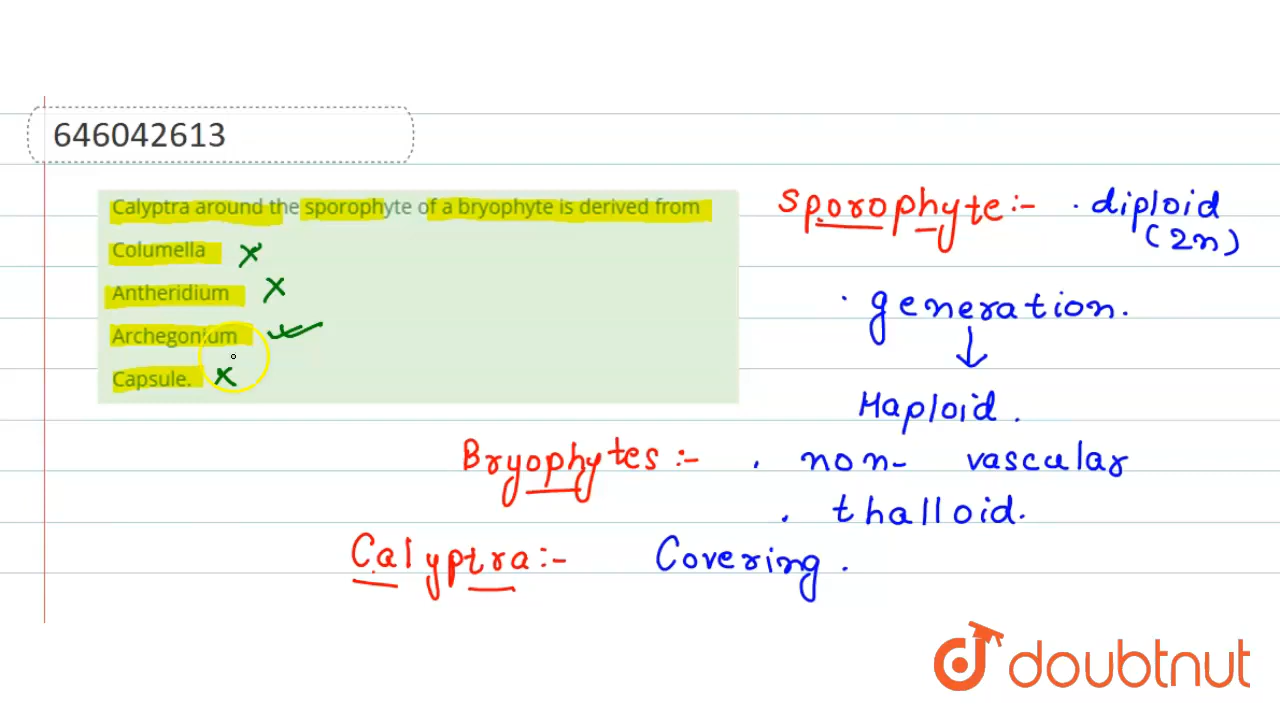 646042613
Calyptra around the sporophyte of a bryophyte is derived from
Columella ×
Antheridium ×
Archegonium ✓
Capsule. ×
Sporophyte:- · diploid
(2n)
· generation.
↓
Haploid.
Bryophytes :- · non-vascular
· thalloid.
Calyptra:- Covering.
doubtnut